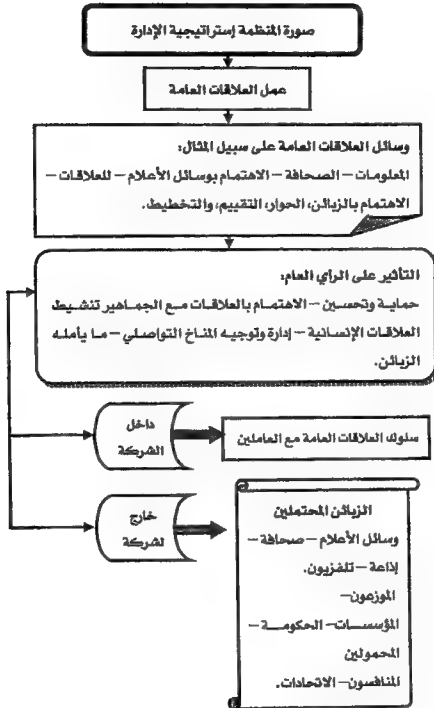 صورة المنظمة إستراتيجية الإدارة
عمل العلاقات العامة
وسائل العلاقات العامة على سبيل المثال:
المعلومات – الصحافة – الاهتمام بوسائل الأعلام – للعلاقات –
الاهتمام بالزبائن، الحوار، التقييم، والتخطيط.
التأثير على الرأي العام:
حماية وتحسين – الاهتمام بالعلاقات مع الجماهير تنشيط
العلاقات الإنسانية – إدارة وتوجيه المناخ التواصلي – ما يأمله
الزبائن.
داخل
الشركة
سلوك العلاقات العامة مع العاملين
خارج
لشركة
الزبائن المحتملين
وسائل الأعلام – صحافة –
إذاعة – تلفزيون.
الموزعون –
المؤسسات – الحكومة –
المحمولين
المنافسون – الاتحادات.